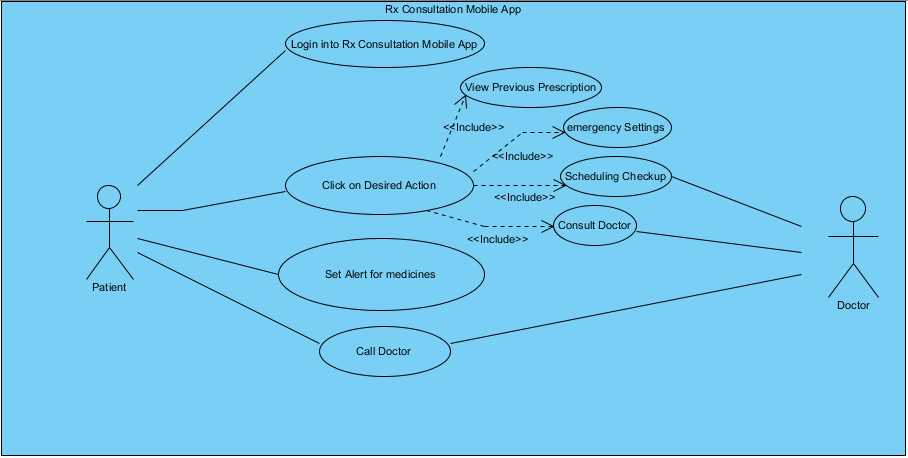 Rx Consultation Mobile App
Login into Rx Consultation Mobile App
View Previous Prescription
<<Include>>
emergency Settings
<<Include>>
Click on Desired Action
Scheduling Checkup
<<Include>>
Consult Doctor
<<Include>>
Set Alert for medicines
Patient
Doctor
Call Doctor